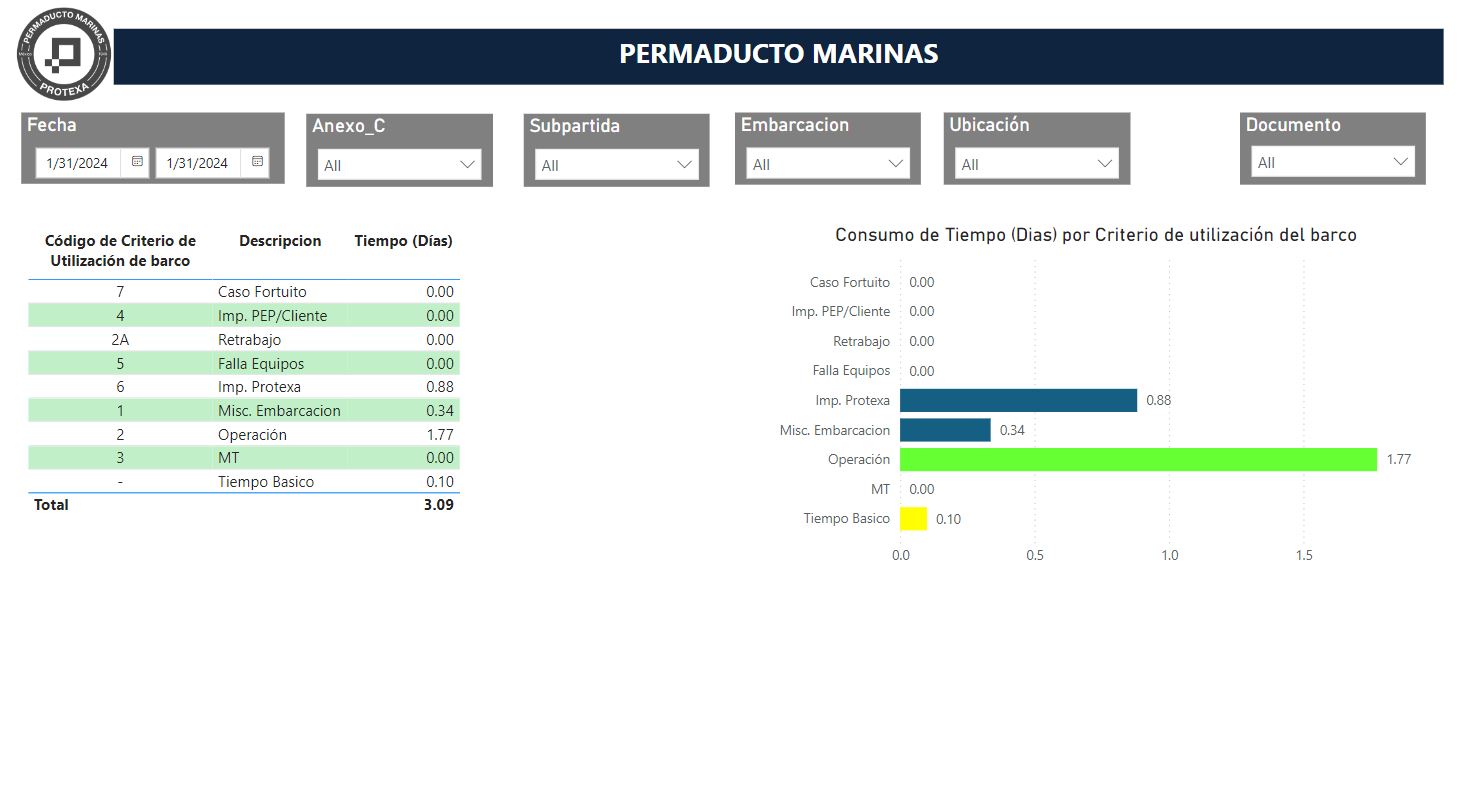 PERMADUCTO MARINAS
PROTEXA
PERMADUCTO MARINAS
Fecha
1/31/2024 1/31/2024
Anexo_C
All
Subpartida
All
Embarcacion
All
Ubicación
All
Documento
All
Código de Criterio de Utilización de barco Descripcion Tiempo (Días)
7 Caso Fortuito 0.00
4 Imp. PEP/Cliente 0.00
2A Retrabajo 0.00
5 Falla Equipos 0.00
6 Imp. Protexa 0.88
1 Misc. Embarcacion 0.34
2 Operación 1.77
3 MT 0.00
- Tiempo Basico 0.10
Total 3.09
Consumo de Tiempo (Dias) por Criterio de utilización del barco
Caso Fortuito 0.00
Imp. PEP/Cliente 0.00
Retrabajo 0.00
Falla Equipos 0.00
Imp. Protexa 0.88
Misc. Embarcacion 0.34
Operación 1.77
MT 0.00
Tiempo Basico 0.10
0.0 0.5 1.0 1.5